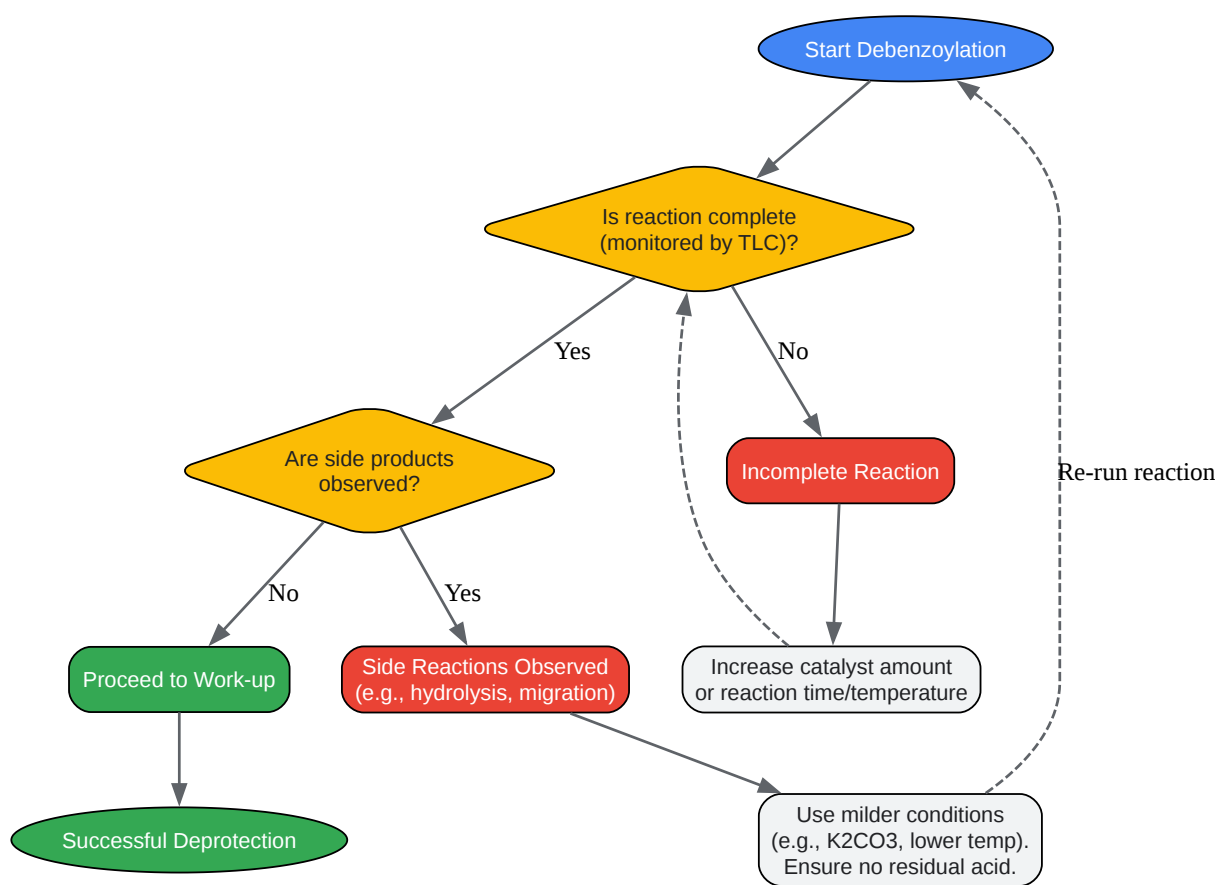 Start Debenzoylation
Is reaction complete
(monitored by TLC)?
Yes
No
Are side products
observed?
Incomplete Reaction
Re-run reaction
No
Yes
Proceed to Work-up
Side Reactions Observed
(e.g., hydrolysis, migration)
Increase catalyst amount
or reaction time/temperature
Successful Deprotection
Use milder conditions
(e.g., K2CO3, lower temp).
Ensure no residual acid.